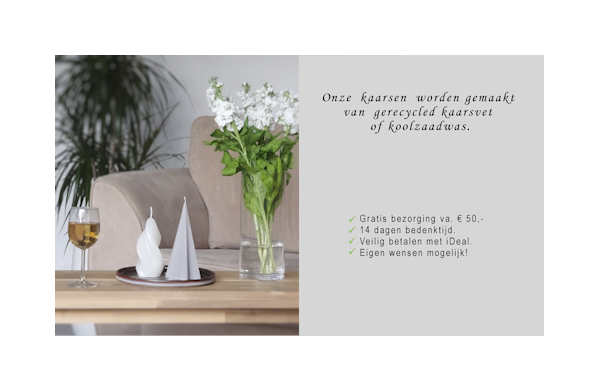 Onze kaarsen worden gemaakt
van gerecycled kaarsvet
of koolzaadwas.
Gratis bezorging va. € 50,-
14 dagen bedenktijd.
Veilig betalen met iDeal.
Eigen wensen mogelijk!